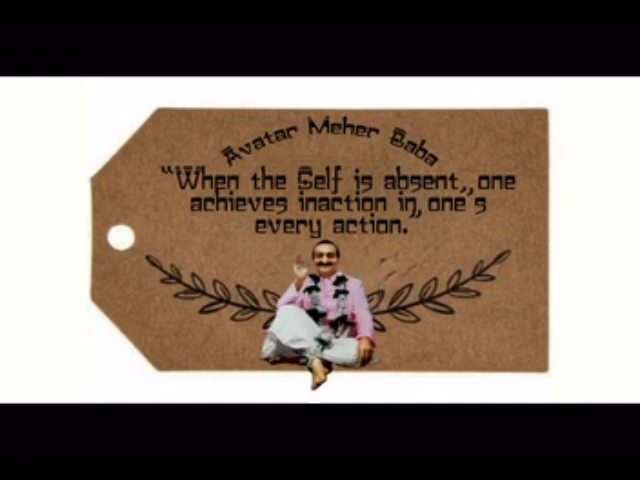 Avatar Meher Baba
"When the Self is absent,, one
achieves inaction in, one's
every action.